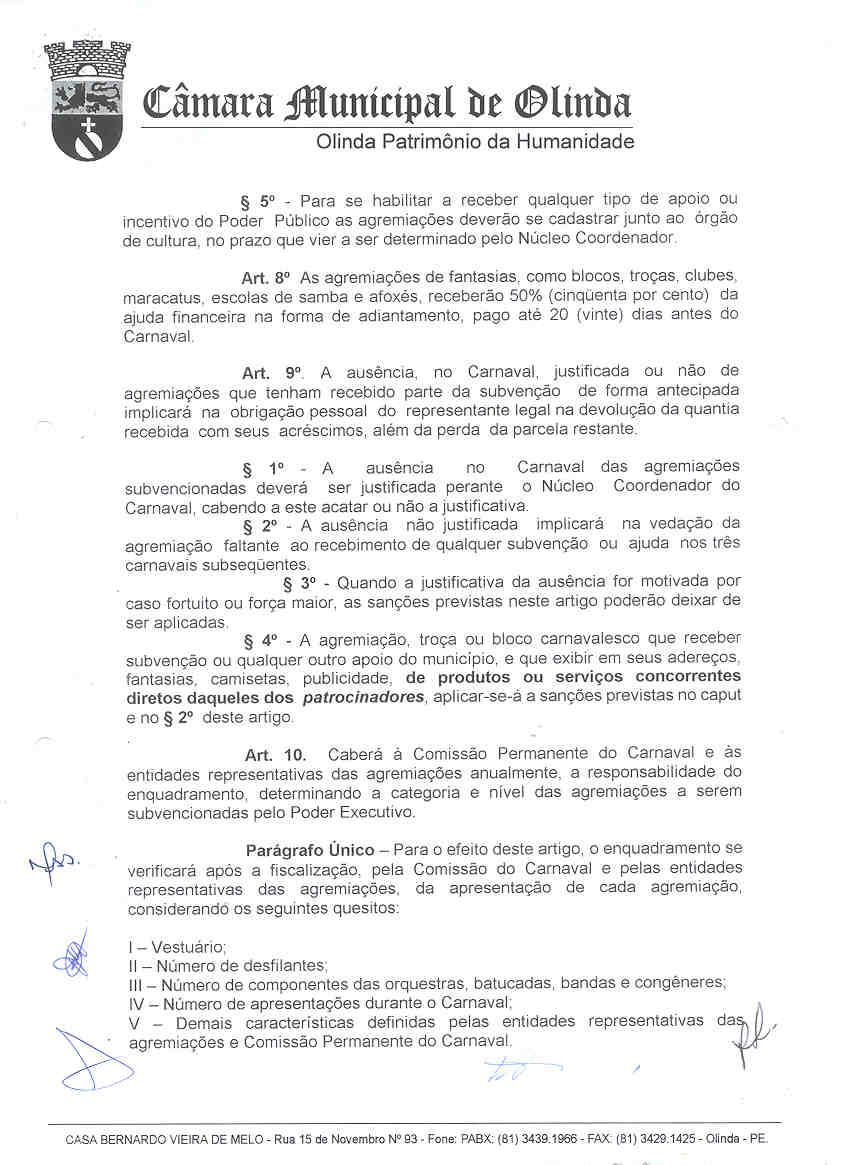 Câmara Municipal de Olinda
Olinda Patrimônio da Humanidade
§ 5º - Para se habilitar a receber qualquer tipo de apoio ou
incentivo do Poder Público as agremiações deverão se cadastrar junto ao órgão
de cultura, no prazo que vier a ser determinado pelo Núcleo Coordenador.
Art. 8º As agremiações de fantasias, como blocos, troças, clubes,
maracatus, escolas de samba e afoxés, receberão 50% (cinqüenta por cento) da
ajuda financeira na forma de adiantamento, pago até 20 (vinte) dias antes do
Carnaval.
Art. 9º. A ausência, no Carnaval, justificada ou não de
agremiações que tenham recebido parte da subvenção de forma antecipada
implicará na obrigação pessoal do representante legal na devolução da quantia
recebida com seus acréscimos, além da perda da parcela restante.
§ 1º - A ausência no Carnaval das agremiações
subvencionadas deverá ser justificada perante o Núcleo Coordenador do
Carnaval, cabendo a este acatar ou não a justificativa.
§ 2º - A ausência não justificada implicará na vedação da
agremiação faltante ao recebimento de qualquer subvenção ou ajuda nos três
carnavais subseqüentes.
§ 3º - Quando a justificativa da ausência for motivada por
caso fortuito ou força maior, as sanções previstas neste artigo poderão deixar de
ser aplicadas.
§ 4º - A agremiação, troça ou bloco carnavalesco que receber
subvenção ou qualquer outro apoio do município, e que exibir em seus adereços,
fantasias, camisetas, publicidade, de produtos ou serviços concorrentes
diretos daqueles dos patrocinadores, aplicar-se-á a sanções previstas no caput
e no § 2º deste artigo.
Art. 10. Caberá à Comissão Permanente do Carnaval e às
entidades representativas das agremiações anualmente, a responsabilidade do
enquadramento, determinando a categoria e nível das agremiações a serem
subvencionadas pelo Poder Executivo.
Parágrafo Único – Para o efeito deste artigo, o enquadramento se
verificará após a fiscalização, pela Comissão do Carnaval e pelas entidades
representativas das agremiações, da apresentação de cada agremiação,
considerando os seguintes quesitos:
I – Vestuário;
II – Número de desfilantes;
III – Número de componentes das orquestras, batucadas, bandas e congêneres;
IV – Número de apresentações durante o Carnaval;
V – Demais características definidas pelas entidades representativas das
agremiações e Comissão Permanente do Carnaval.
CASA BERNARDO VIEIRA DE MELO - Rua 15 de Novembro Nº 93 - Fone: PABX: (81) 3439.1966 - FAX: (81) 3429.1425 - Olinda - PE.